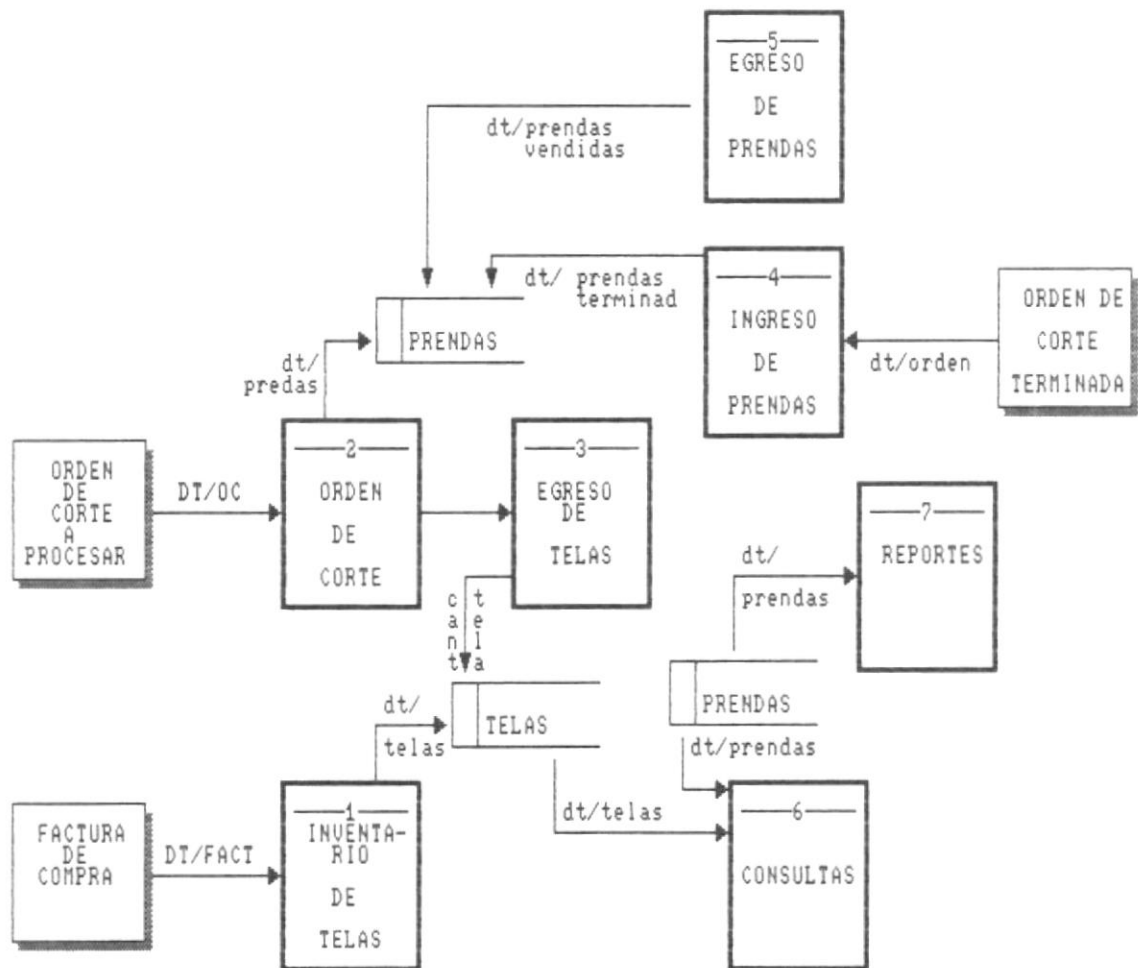 5
EGRESO
DE
PRENDAS
dt/prendas
vendidas
dt/ prendas
terminad
4
INGRESO
DE
PRENDAS
ORDEN DE
CORTE
TERMINADA
dt/orden
PRENDAS
dt/
predas
ORDEN
DE
CORTE
A
PROCESAR
DT/OC
2
ORDEN
DE
CORTE
3
EGRESO
DE
TELAS
cant
tela
7
REPORTES
dt/
prendas
PRENDAS
dt/prendas
TELAS
dt/
telas
dt/telas
FACTURA
DE
COMPRA
DT/FACT
1
INVENTA-
RIO
DE
TELAS
6
CONSULTAS